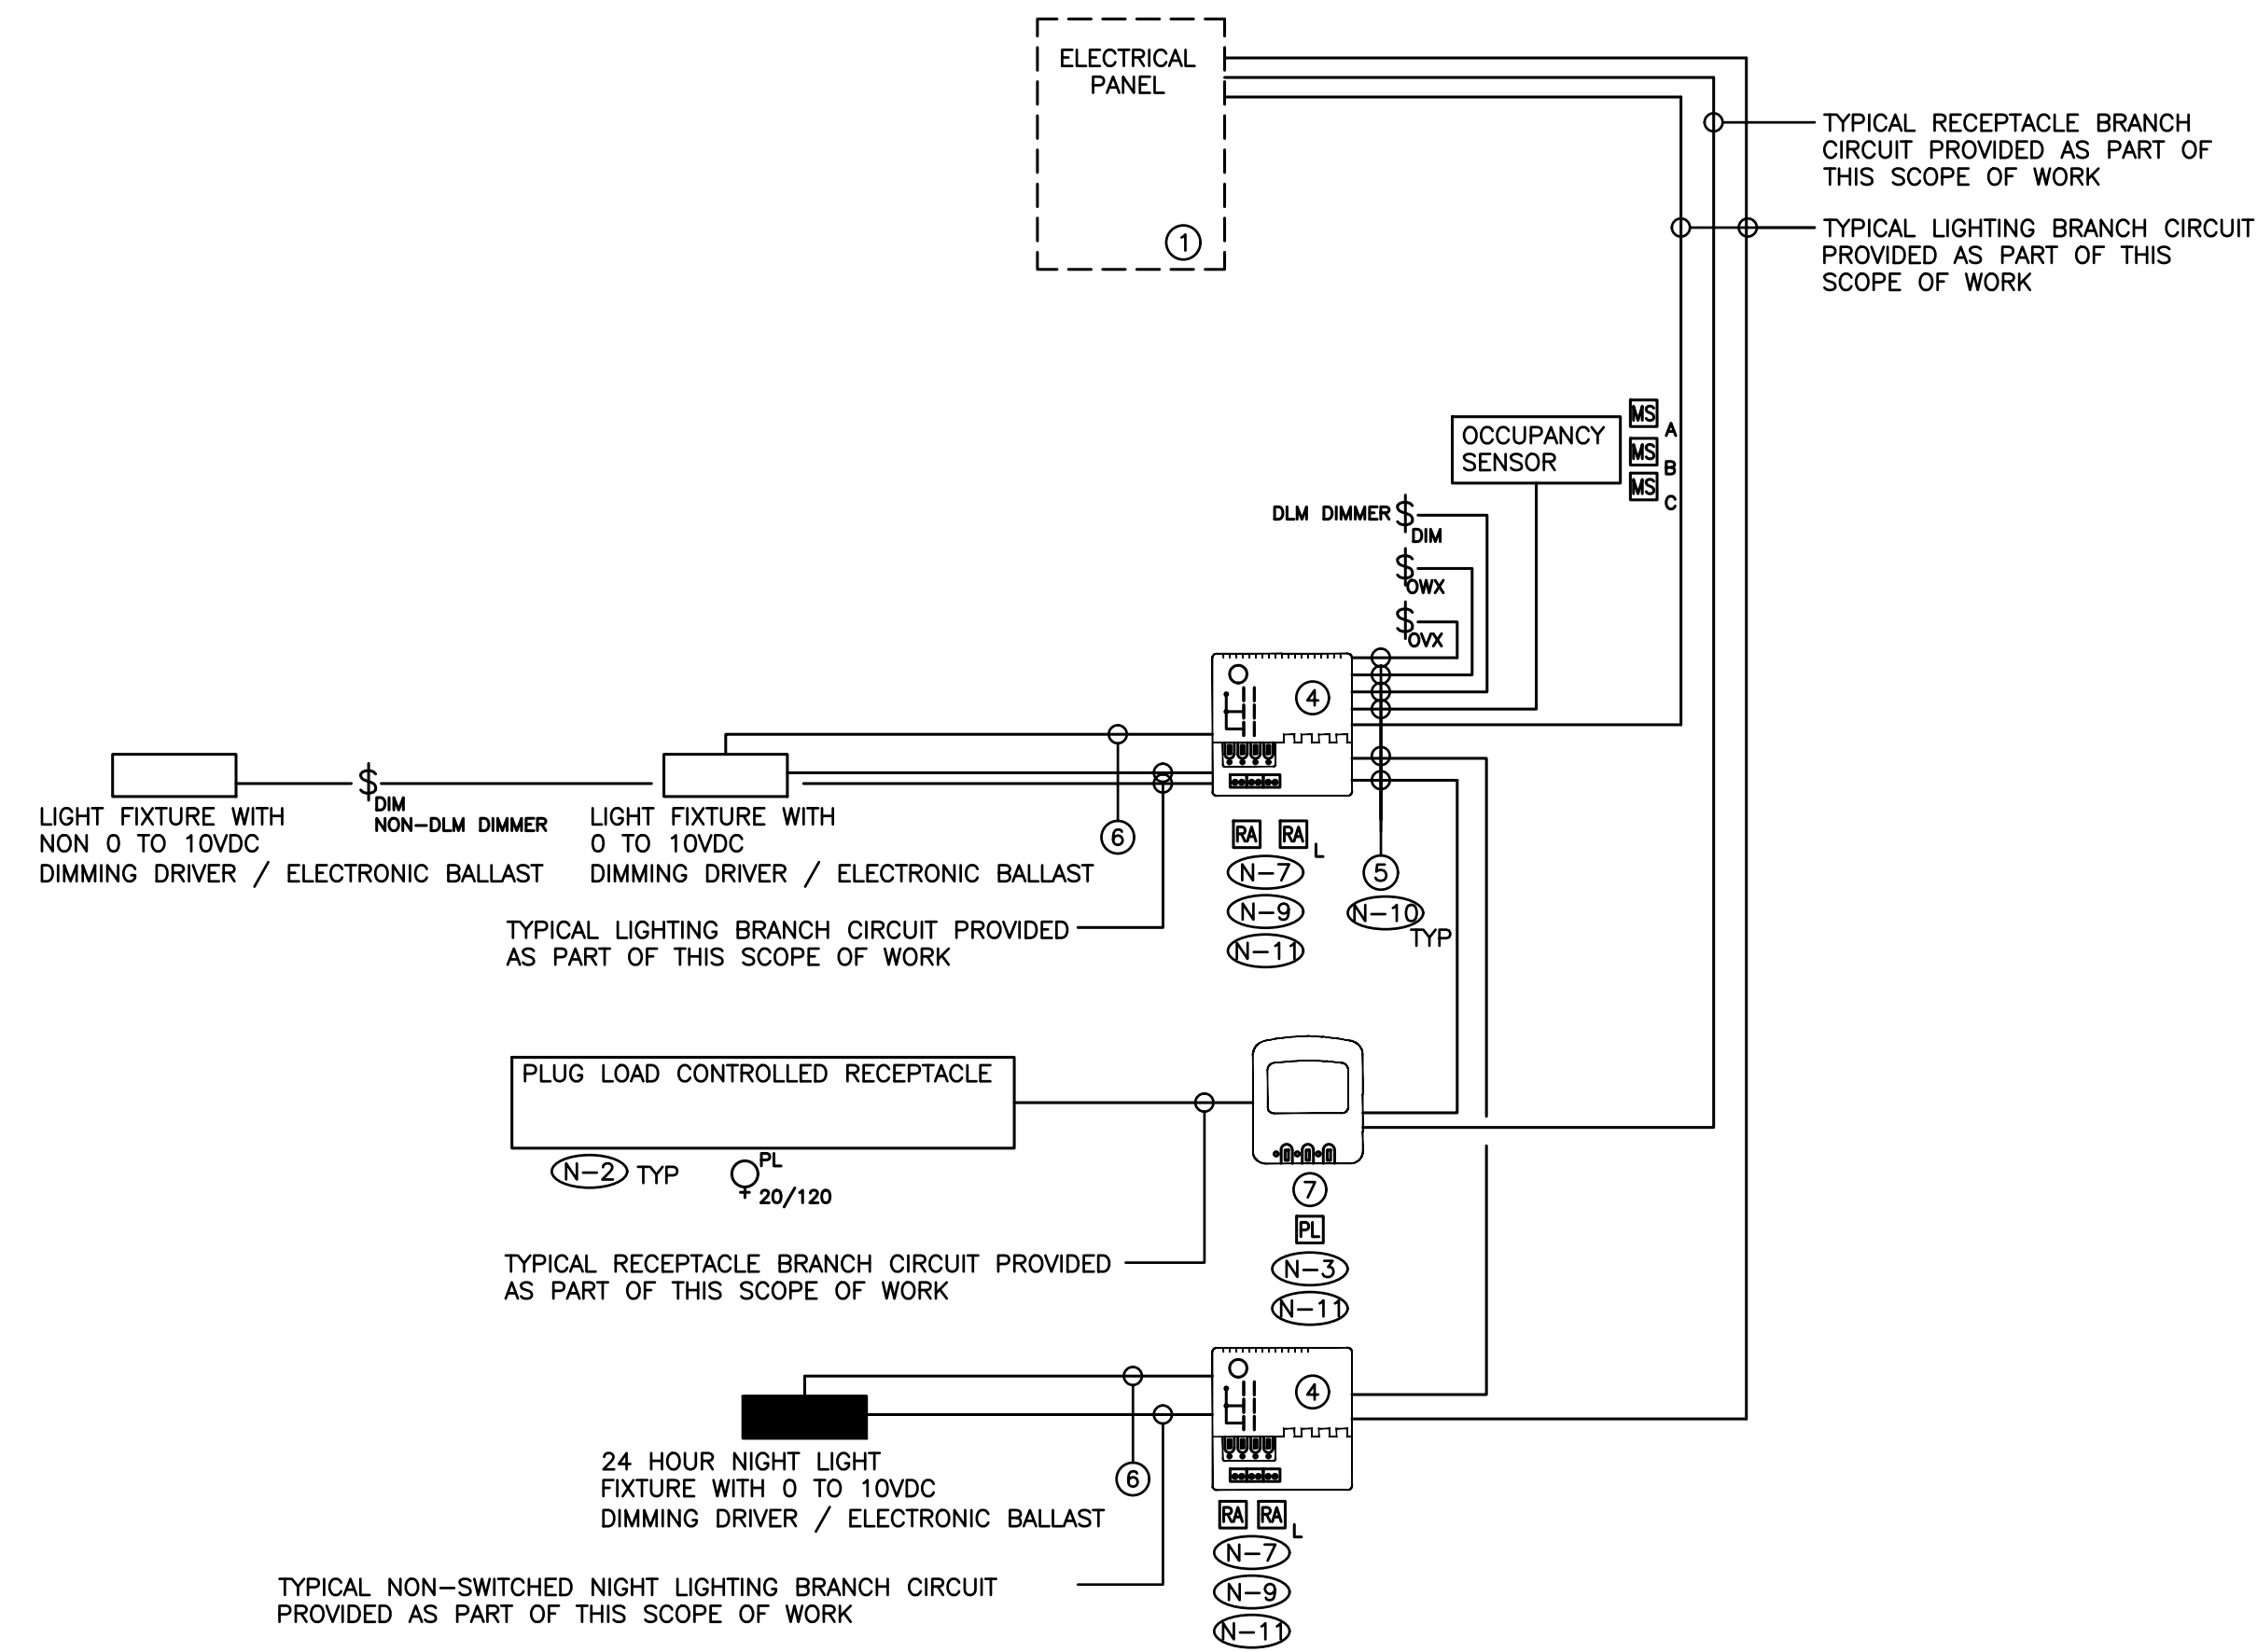 ELECTRICAL
PANEL
1
TYPICAL RECEPTACLE BRANCH
CIRCUIT PROVIDED AS PART OF
THIS SCOPE OF WORK
TYPICAL LIGHTING BRANCH CIRCUIT
PROVIDED AS PART OF THIS
SCOPE OF WORK
OCCUPANCY
SENSOR
MS A
MS B
MS C
DLM DIMMER $ DIM
$ OWX
$ OVX
4
$ DIM
NON-DLM DIMMER
LIGHT FIXTURE WITH
NON 0 TO 10VDC
DIMMING DRIVER / ELECTRONIC BALLAST
LIGHT FIXTURE WITH
0 TO 10VDC
DIMMING DRIVER / ELECTRONIC BALLAST
6
RA RA L
N-7
N-9
N-11
5
N-10
TYP
TYPICAL LIGHTING BRANCH CIRCUIT PROVIDED
AS PART OF THIS SCOPE OF WORK
PLUG LOAD CONTROLLED RECEPTACLE
N-2 TYP
PL
20/120
7
PL
N-3
N-11
TYPICAL RECEPTACLE BRANCH CIRCUIT PROVIDED
AS PART OF THIS SCOPE OF WORK
4
24 HOUR NIGHT LIGHT
FIXTURE WITH 0 TO 10VDC
DIMMING DRIVER / ELECTRONIC BALLAST
6
RA RA L
N-7
N-9
N-11
TYPICAL NON-SWITCHED NIGHT LIGHTING BRANCH CIRCUIT
PROVIDED AS PART OF THIS SCOPE OF WORK